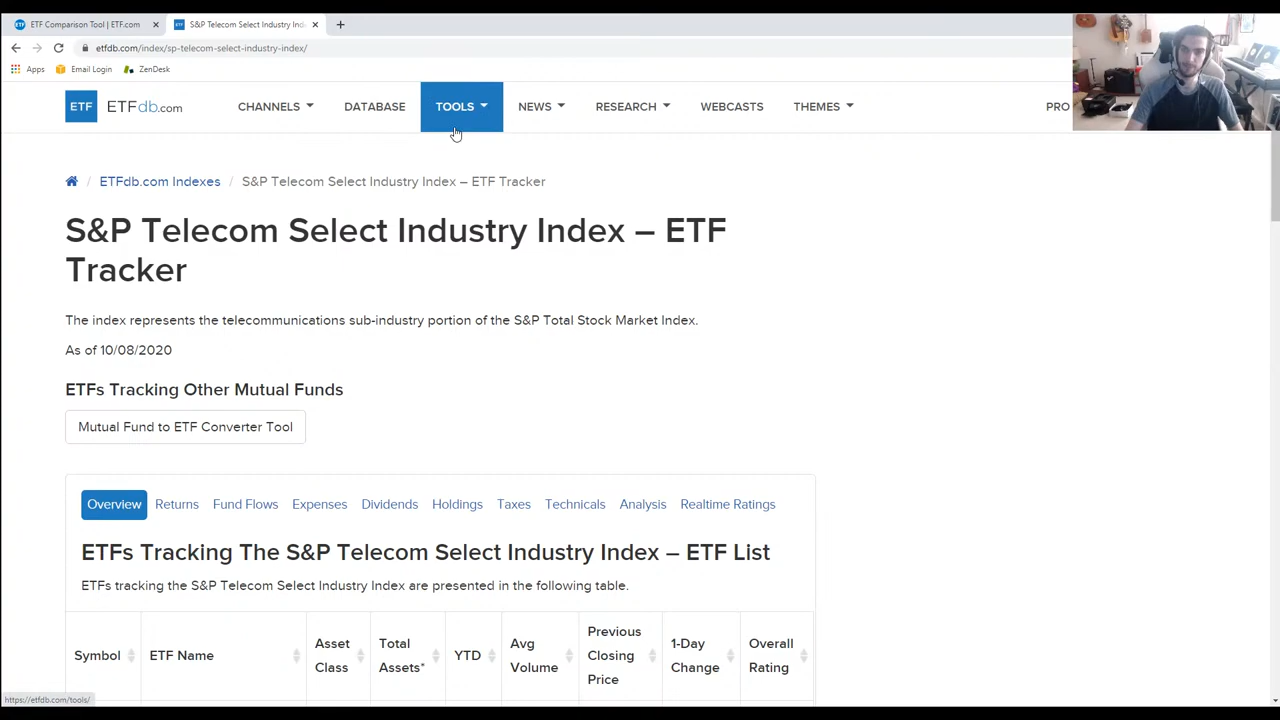 ETF Comparison Tool | ETF.com
S&P Telecom Select Industry Ind
etfdb.com/index/sp-telecom-select-industry-index/
Apps Email Login ZenDesk
ETF ETFdb.com CHANNELS DATABASE TOOLS NEWS RESEARCH WEBCASTS THEMES PRO
ETFdb.com Indexes / S&P Telecom Select Industry Index – ETF Tracker
S&P Telecom Select Industry Index – ETF
Tracker
The index represents the telecommunications sub-industry portion of the S&P Total Stock Market Index.
As of 10/08/2020
ETFs Tracking Other Mutual Funds
Mutual Fund to ETF Converter Tool
Overview Returns Fund Flows Expenses Dividends Holdings Taxes Technicals Analysis Realtime Ratings
ETFs Tracking The S&P Telecom Select Industry Index – ETF List
ETFs tracking the S&P Telecom Select Industry Index are presented in the following table.
Symbol
ETF Name
Asset
Class
Total
Assets*
YTD
Avg
Volume
Previous
Closing
Price
1-Day
Change
Overall
Rating
https://etfdb.com/tools/